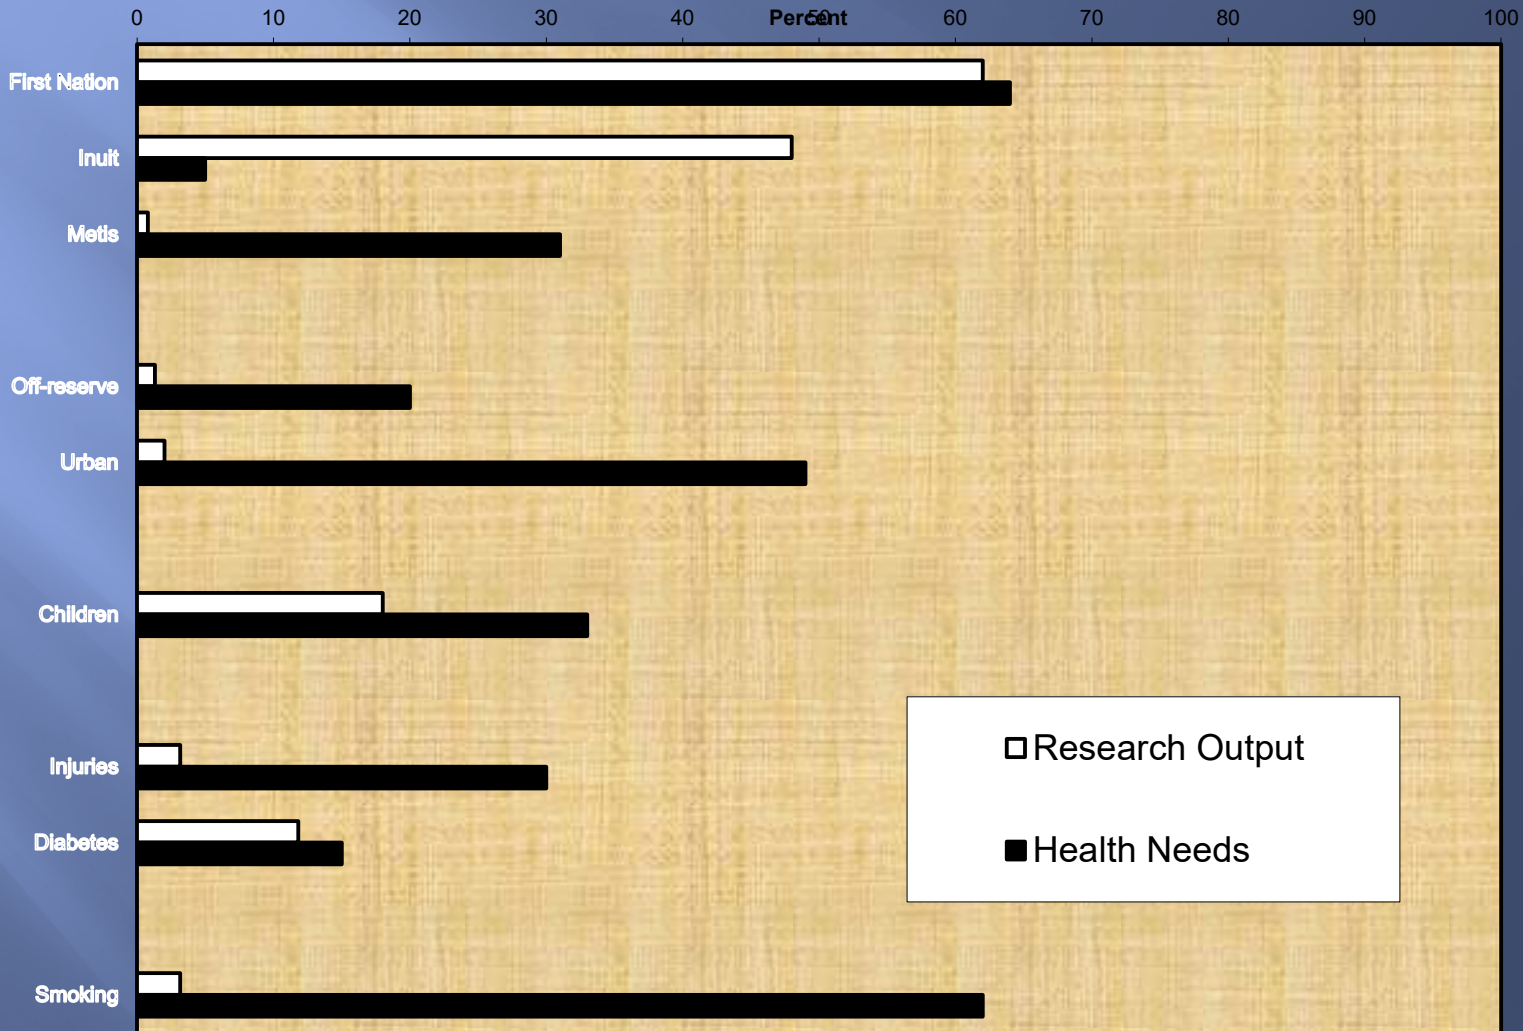 0 10 20 30 40 50 60 70 80 90 100
Percent
First Nation
Inuit
Metis
Off-reserve
Urban
Children
Injuries
Diabetes
Smoking
Research Output
Health Needs